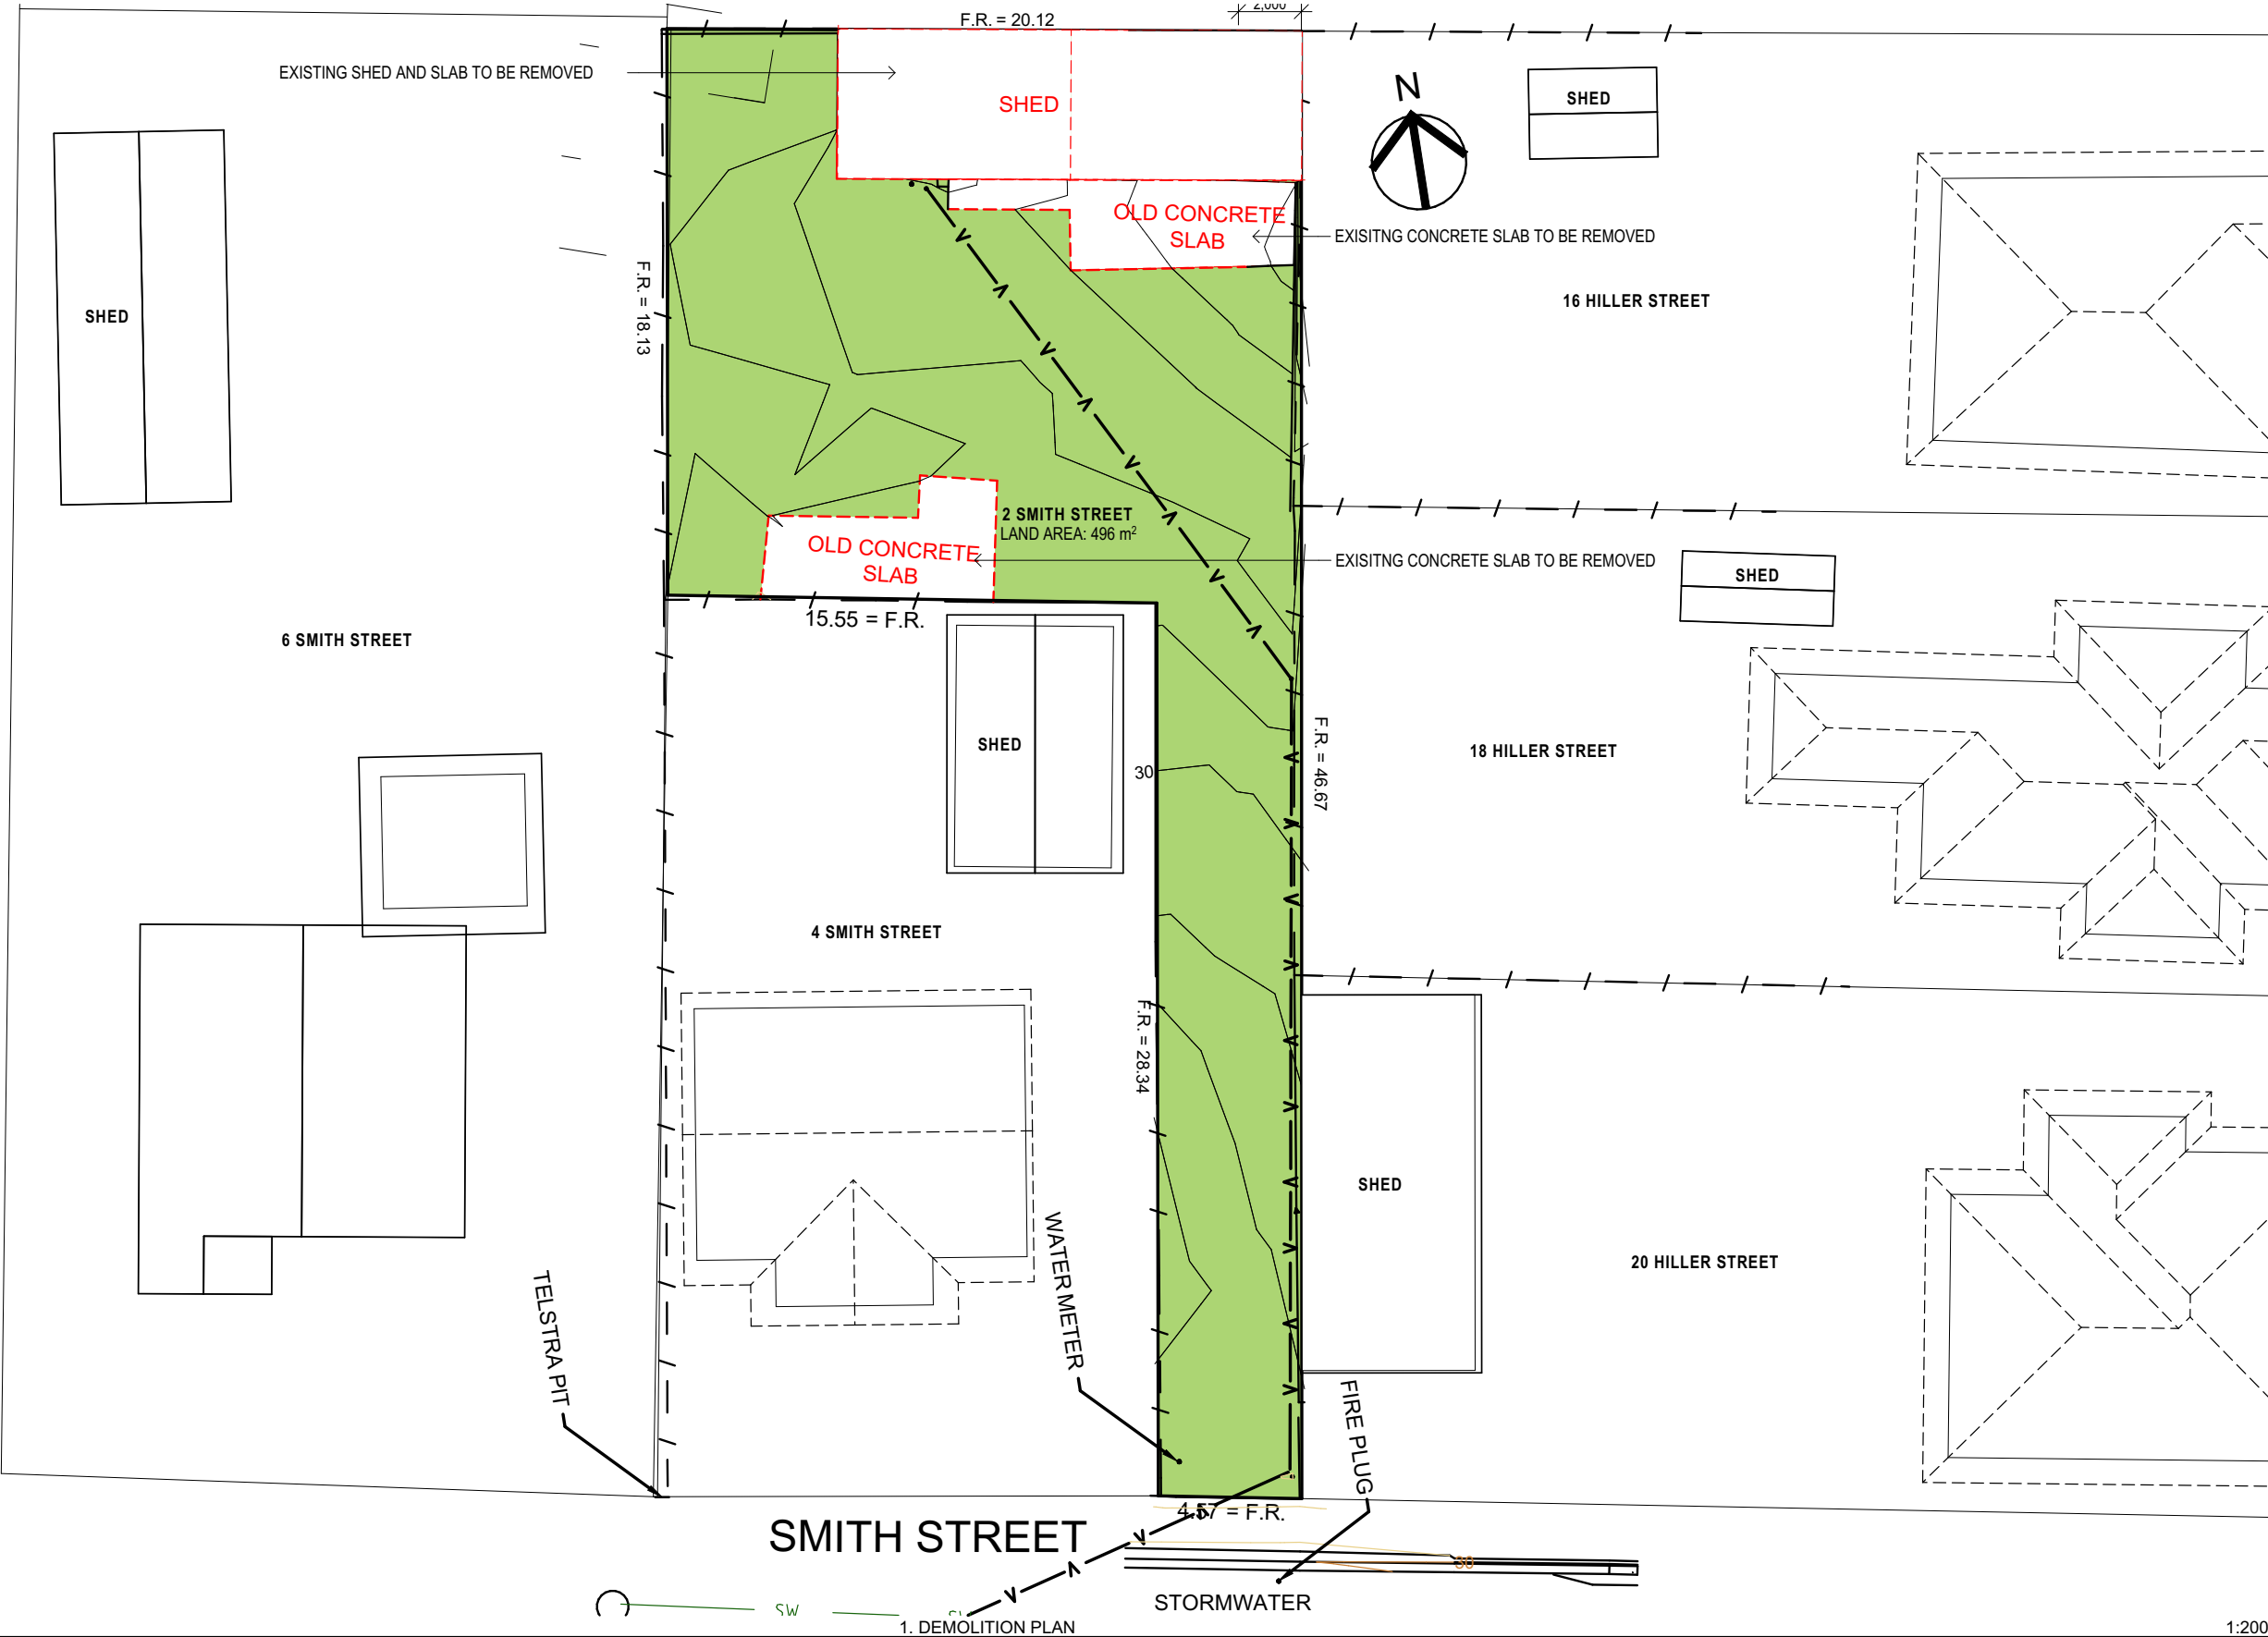 F.R. = 20.12
2,000
EXISTING SHED AND SLAB TO BE REMOVED
SHED
N
SHED
OLD CONCRETE
SLAB
EXISITNG CONCRETE SLAB TO BE REMOVED
F.R. = 18.13
SHED
16 HILLER STREET
2 SMITH STREET
LAND AREA: 496 m²
OLD CONCRETE
SLAB
EXISITNG CONCRETE SLAB TO BE REMOVED
SHED
15.55 = F.R.
6 SMITH STREET
SHED
30
F.R. = 46.67
18 HILLER STREET
4 SMITH STREET
F.R. = 28.34
SHED
20 HILLER STREET
TELSTRA PIT
WATER METER
FIRE PLUG
4.57 = F.R.
SMITH STREET
30
SW
STORMWATER
1. DEMOLITION PLAN
1:200